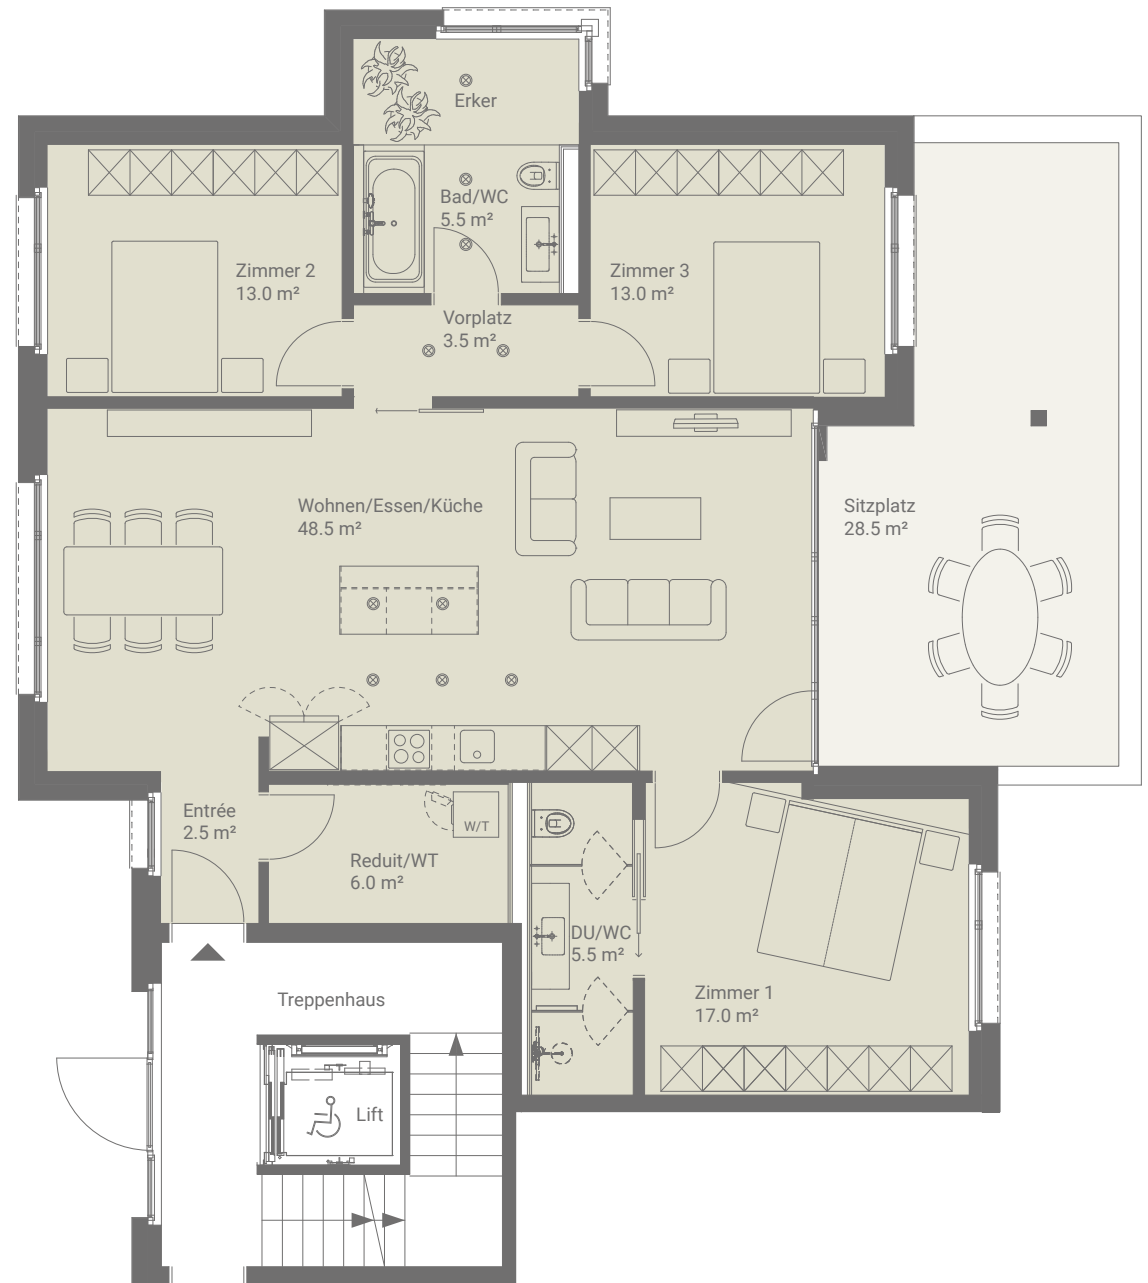 Erker
Bad/WC
5.5 m²
Zimmer 2
13.0 m²
Zimmer 3
13.0 m²
Vorplatz
3.5 m²
Wohnen/Essen/Küche
48.5 m²
Sitzplatz
28.5 m²
Entrée
2.5 m²
W/T
Reduit/WT
6.0 m²
DU/WC
5.5 m²
Zimmer 1
17.0 m²
Treppenhaus
Lift